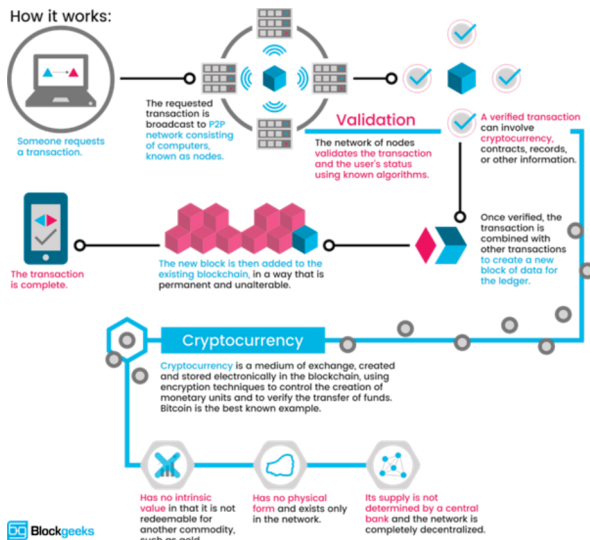 How it works:
Someone requests
a transaction.
The requested
transaction is
broadcast to P2P
network consisting
of computers,
known as nodes.
Validation
The network of nodes
validates the transaction
and the user's status
using known algorithms.
A verified transaction
can involve
cryptocurrency,
contracts, records,
or other information.
Once verified, the
transaction is
combined with
other transactions
to create a new
block of data for
the ledger.
The new block is then added to the
existing blockchain, in a way that is
permanent and unalterable.
The transaction
is complete.
Cryptocurrency
Cryptocurrency is a medium of exchange, created
and stored electronically in the blockchain, using
encryption techniques to control the creation of
monetary units and to verify the transfer of funds.
Bitcoin is the best known example.
Has no intrinsic
value in that it is not
redeemable for
another commodity,
such as gold
Has no physical
form and exists only
in the network.
Its supply is not
determined by a central
bank and the network is
completely decentralized.
Blockgeeks